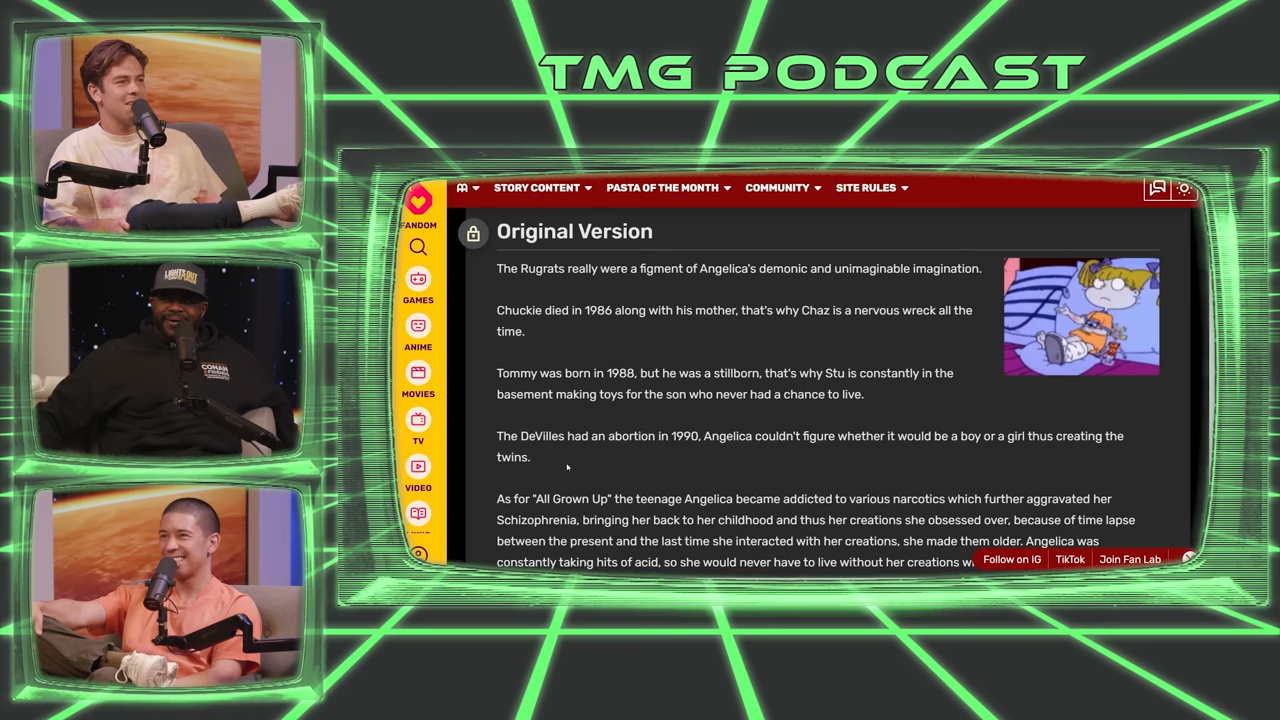 TMG PODCAST
LIGHTS OUT
CONAN
& FRIENDS
FANDOM
GAMES
ANIME
MOVIES
TV
VIDEO
STORY CONTENT
PASTA OF THE MONTH
COMMUNITY
SITE RULES
Original Version
The Rugrats really were a figment of Angelica's demonic and unimaginable imagination.
Chuckie died in 1986 along with his mother, that's why Chaz is a nervous wreck all the
time.
Tommy was born in 1988, but he was a stillborn, that's why Stu is constantly in the
basement making toys for the son who never had a chance to live.
The DeVilles had an abortion in 1990, Angelica couldn't figure whether it would be a boy or a girl thus creating the
twins.
As for "All Grown Up" the teenage Angelica became addicted to various narcotics which further aggravated her
Schizophrenia, bringing her back to her childhood and thus her creations she obsessed over, because of time lapse
between the present and the last time she interacted with her creations, she made them older. Angelica was
constantly taking hits of acid, so she would never have to live without her creations
Follow on IG
TikTok
Join Fan Lab